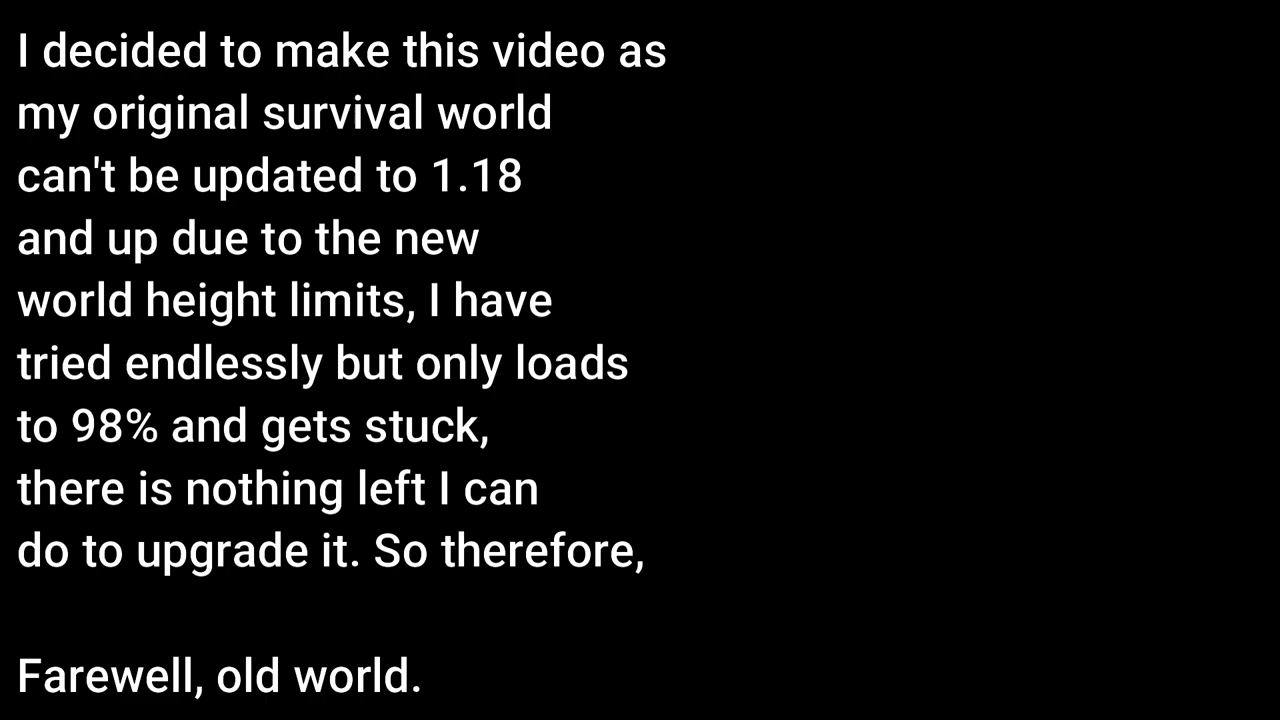 I decided to make this video as
my original survival world
can't be updated to 1.18
and up due to the new
world height limits, I have
tried endlessly but only loads
to 98% and gets stuck,
there is nothing left I can
do to upgrade it. So therefore,
Farewell, old world.